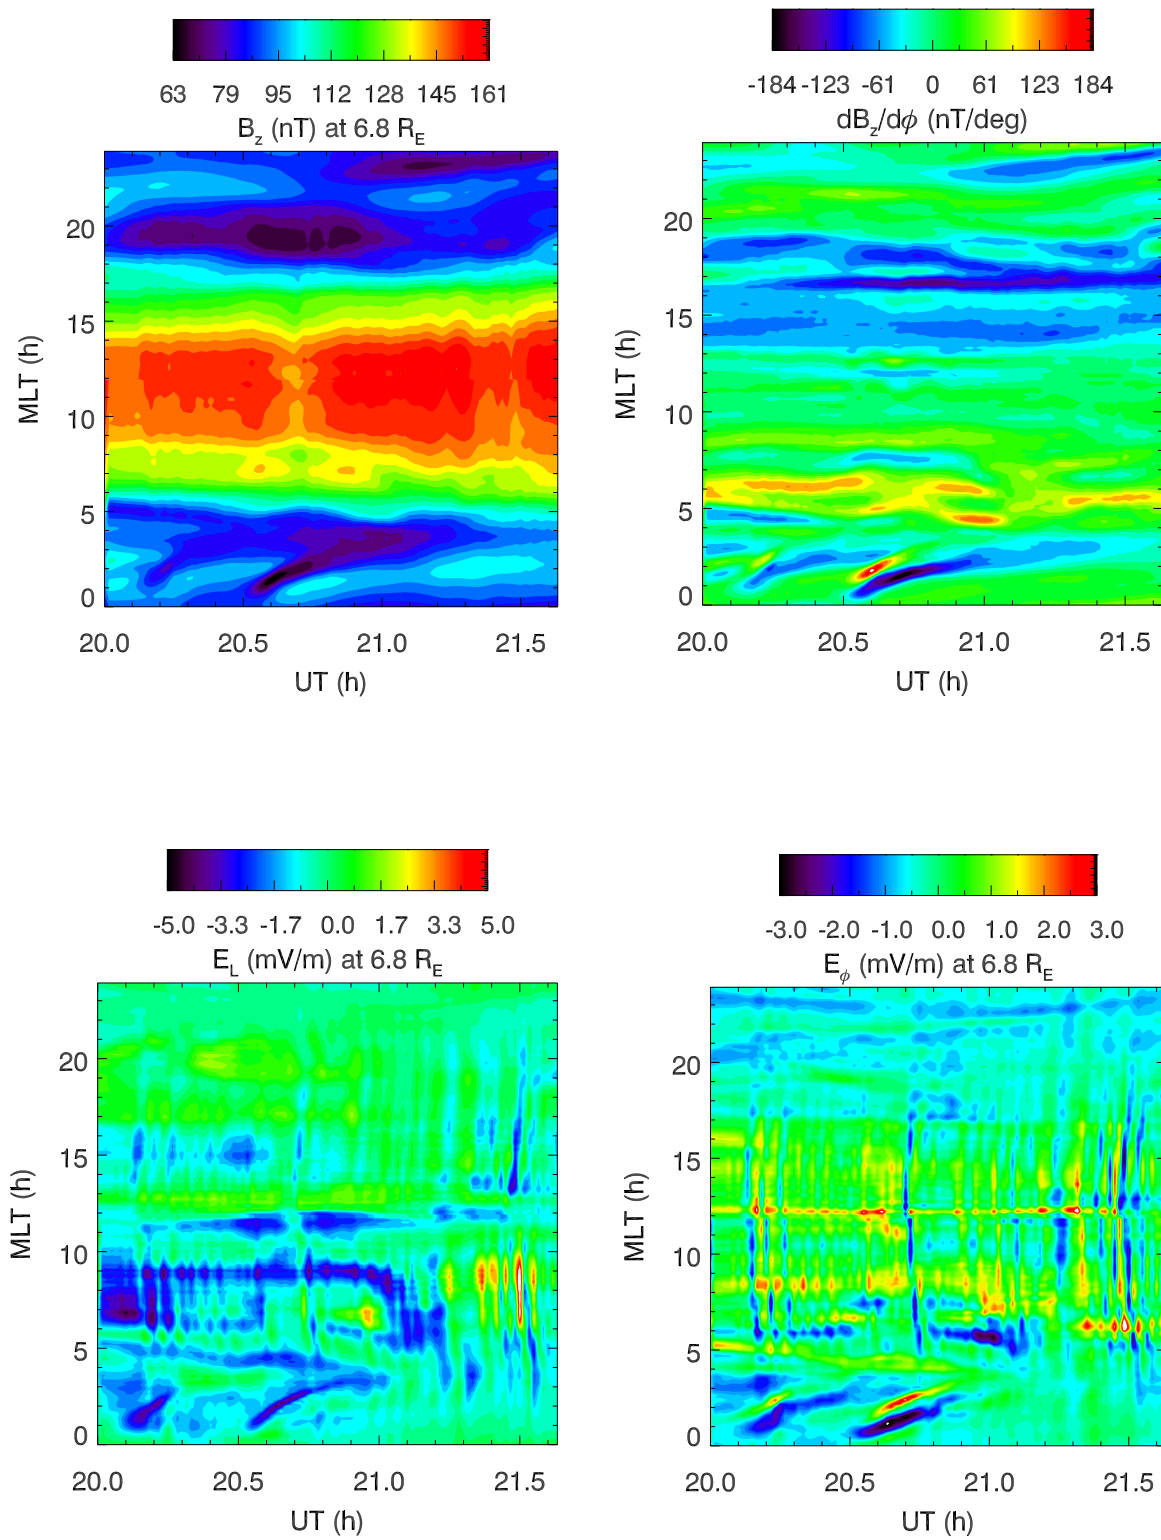 63 79 95 112 128 145 161
B_z (nT) at 6.8 R_E
MLT (h)
20
15
10
5
0
20.0 20.5 21.0 21.5
UT (h)
-184 -123 -61 0 61 123 184
dB_z/dϕ (nT/deg)
MLT (h)
20
15
10
5
0
20.0 20.5 21.0 21.5
UT (h)
-5.0 -3.3 -1.7 0.0 1.7 3.3 5.0
E_L (mV/m) at 6.8 R_E
MLT (h)
20
15
10
5
0
20.0 20.5 21.0 21.5
UT (h)
-3.0 -2.0 -1.0 0.0 1.0 2.0 3.0
E_ϕ (mV/m) at 6.8 R_E
MLT (h)
20
15
10
5
0
20.0 20.5 21.0 21.5
UT (h)